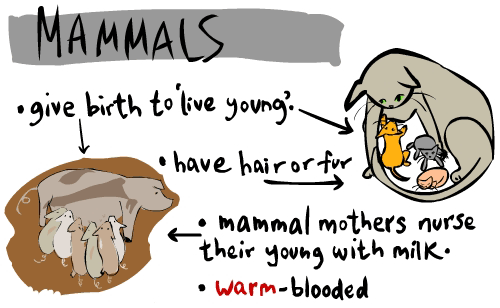 MAMMALS
• give birth to 'live young'.
• have hair or fur
• mammal mothers nurse
their young with milk.
• warm-blooded